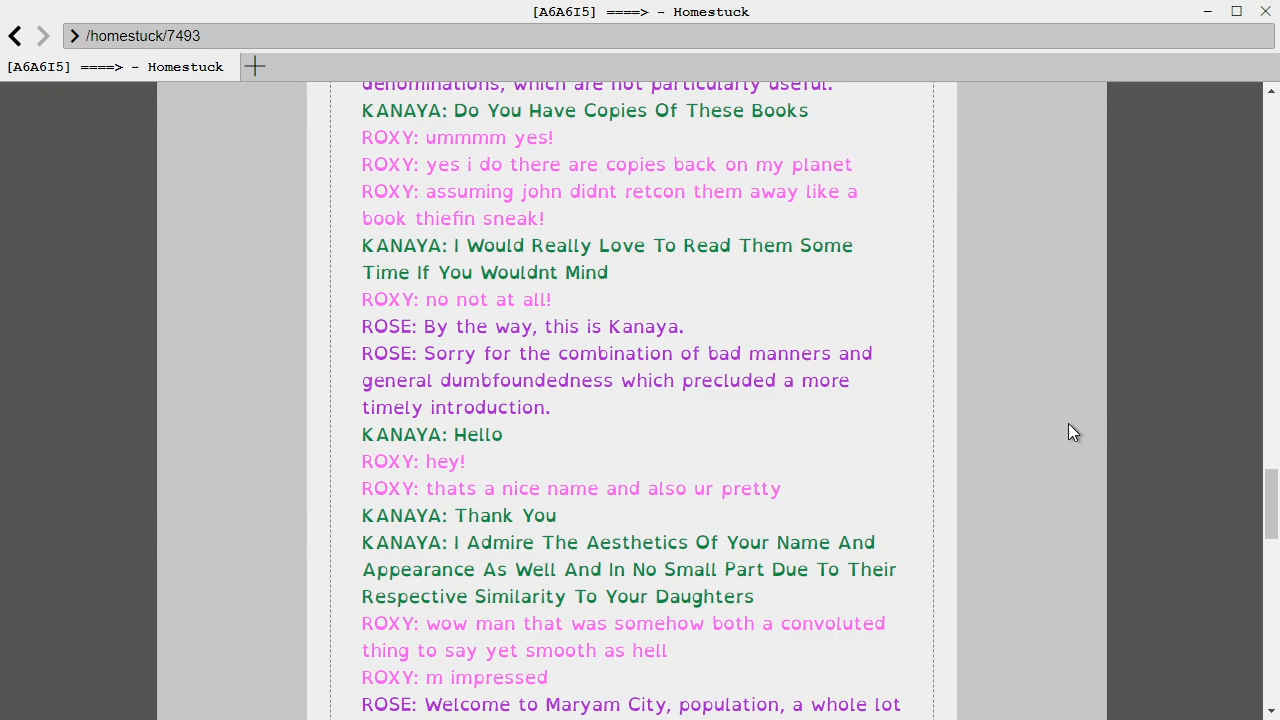 [A6A6I5] ====> - Homestuck
/homestuck/7493
[A6A6I5] ====> - Homestuck
denominations, which are not particularly useful.
KANAYA: Do You Have Copies Of These Books
ROXY: ummmm yes!
ROXY: yes i do there are copies back on my planet
ROXY: assuming john didnt retcon them away like a
book thiefin sneak!
KANAYA: I Would Really Love To Read Them Some
Time If You Wouldnt Mind
ROXY: no not at all!
ROSE: By the way, this is Kanaya.
ROSE: Sorry for the combination of bad manners and
general dumbfoundedness which precluded a more
timely introduction.
KANAYA: Hello
ROXY: hey!
ROXY: thats a nice name and also ur pretty
KANAYA: Thank You
KANAYA: I Admire The Aesthetics Of Your Name And
Appearance As Well And In No Small Part Due To Their
Respective Similarity To Your Daughters
ROXY: wow man that was somehow both a convoluted
thing to say yet smooth as hell
ROXY: m impressed
ROSE: Welcome to Maryam City, population, a whole lot